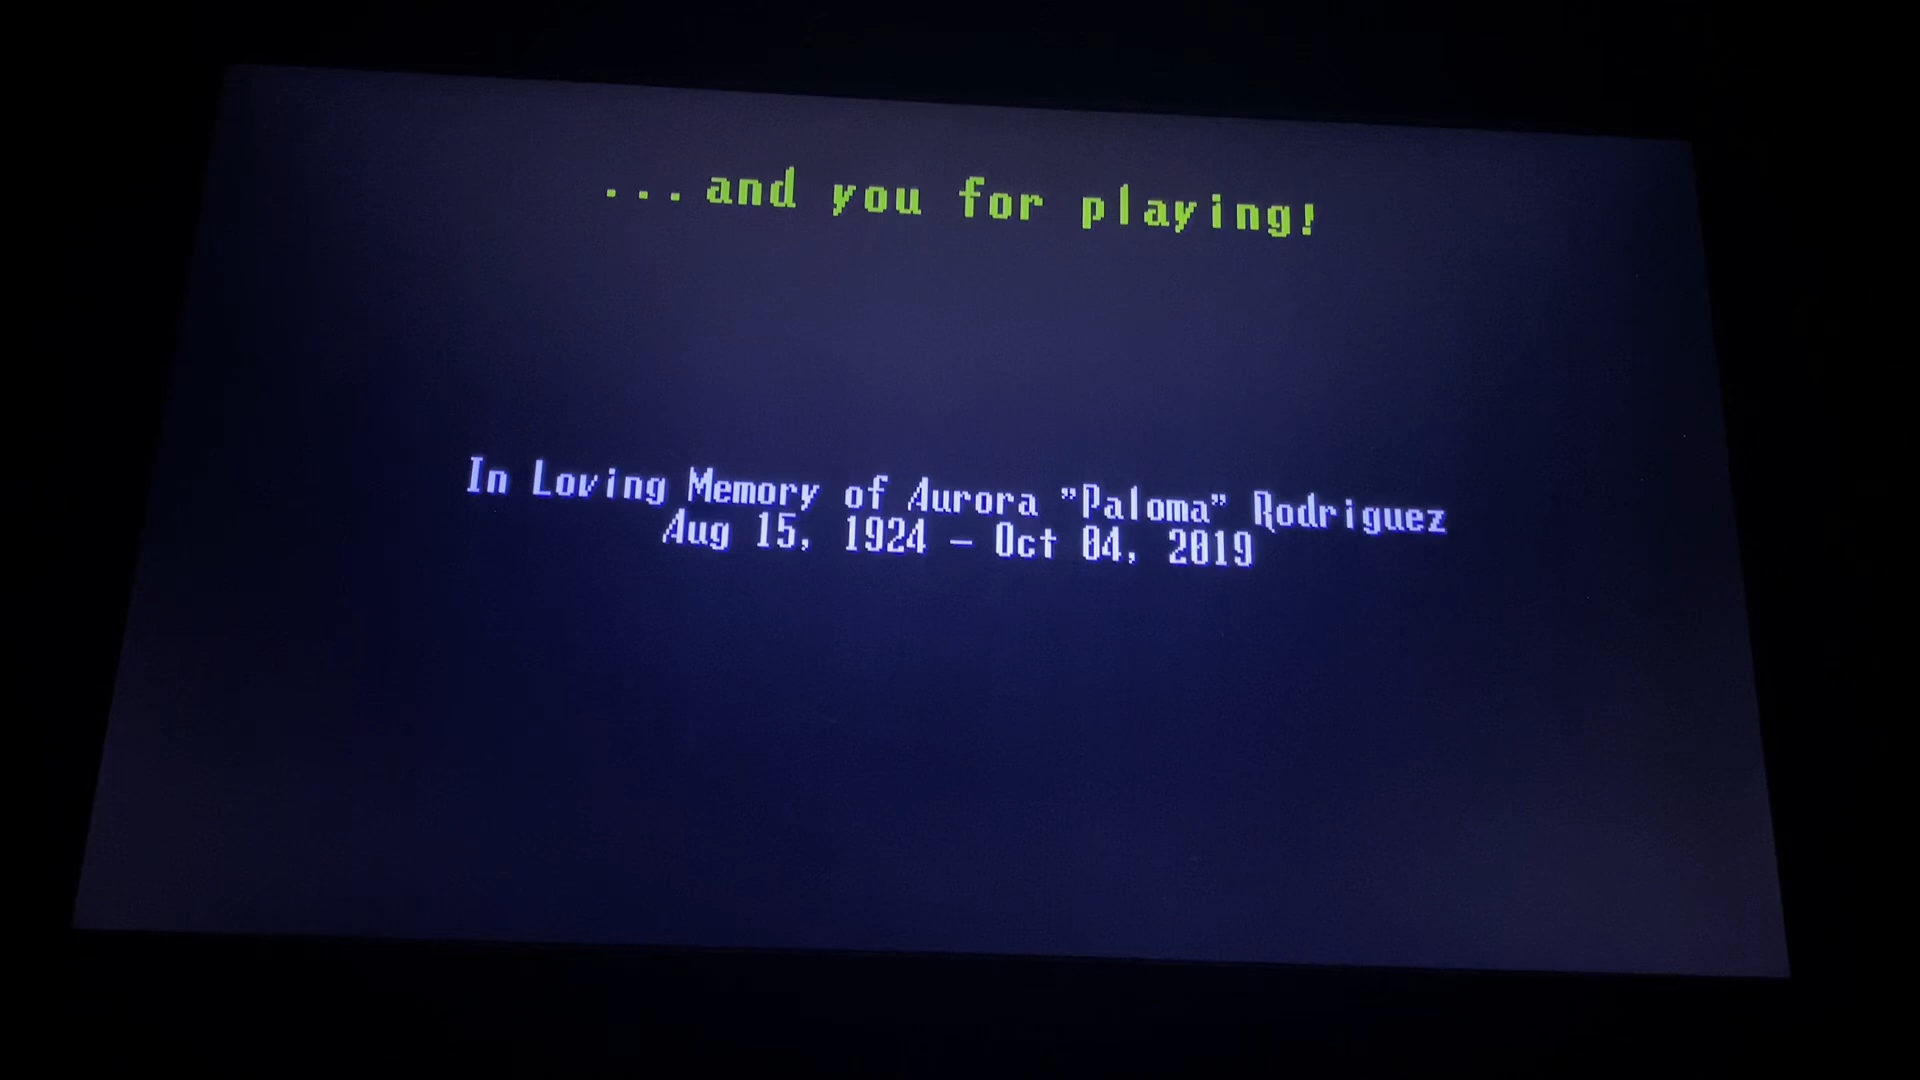 ...and you for playing!
In Loving Memory of Aurora "Paloma" Rodriguez
Aug 15, 1924 - Oct 04, 2019